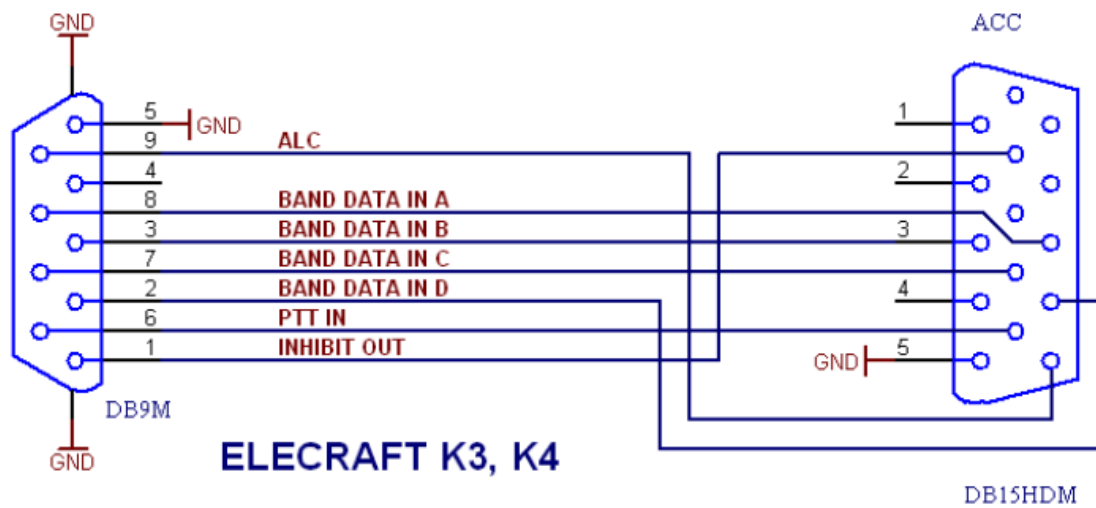 GND
ACC
5
GND
1
9
ALC
4
2
8
BAND DATA IN A
3
BAND DATA IN B
3
7
BAND DATA IN C
2
BAND DATA IN D
4
6
PTT IN
1
INHIBIT OUT
GND
5
DB9M
GND
ELECRAFT K3, K4
DB15HDM